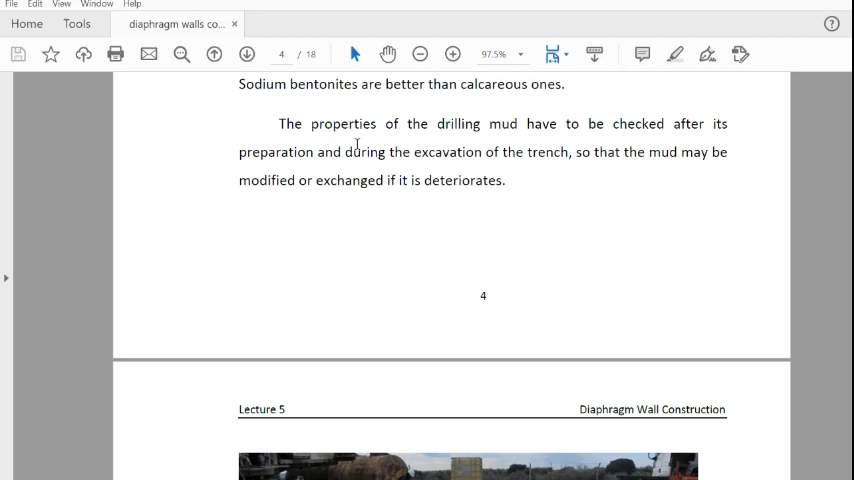 File Edit View Window Help
Home Tools diaphragm walls co... ×
4 / 18 97.5%
Sodium bentonites are better than calcareous ones.
The properties of the drilling mud have to be checked after its
preparation and during the excavation of the trench, so that the mud may be
modified or exchanged if it is deteriorates.
4
Lecture 5 Diaphragm Wall Construction